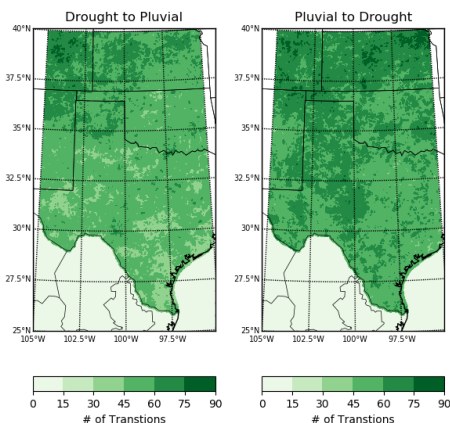 Drought to Pluvial
Pluvial to Drought
40°N
37.5°N
35°N
32.5°N
30°N
27.5°N
25°N
105°W 102.5°W 100°W 97.5°W
40°N
37.5°N
35°N
32.5°N
30°N
27.5°N
25°N
105°W 102.5°W 100°W 97.5°W
0 15 30 45 60 75 90
# of Transtions
0 15 30 45 60 75 90
# of Transtions